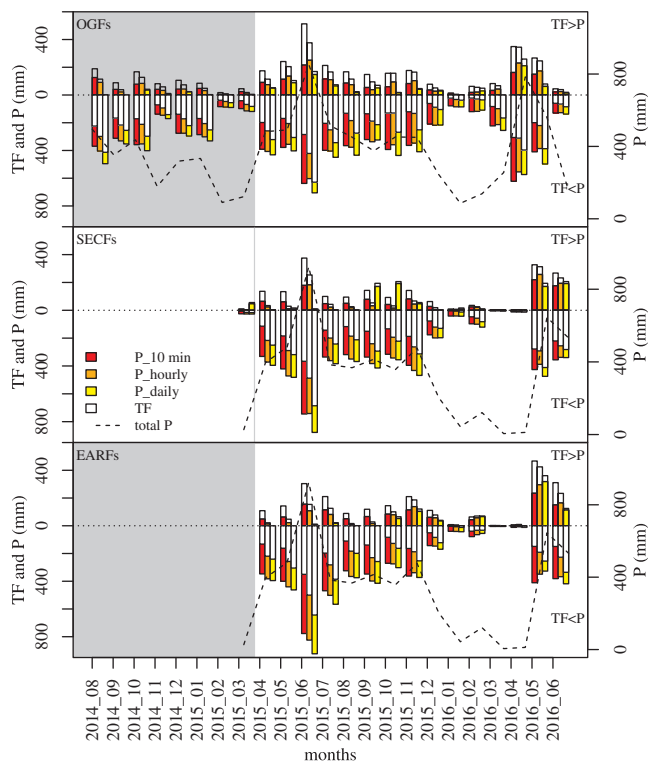 OGFs TF>P
400
0
400
800
TF and P (mm)
800
400
0
P (mm)
TF<P
SECFs TF>P
400
0
400
800
TF and P (mm)
800
400
0
P (mm)
P_10 min
P_hourly
P_daily
TF
total P
TF<P
EARFs TF>P
400
0
400
800
TF and P (mm)
800
400
0
P (mm)
TF<P
2014_08
2014_09
2014_10
2014_11
2014_12
2015_01
2015_02
2015_03
2015_04
2015_05
2015_06
2015_07
2015_08
2015_09
2015_10
2015_11
2015_12
2016_01
2016_02
2016_03
2016_04
2016_05
2016_06
months